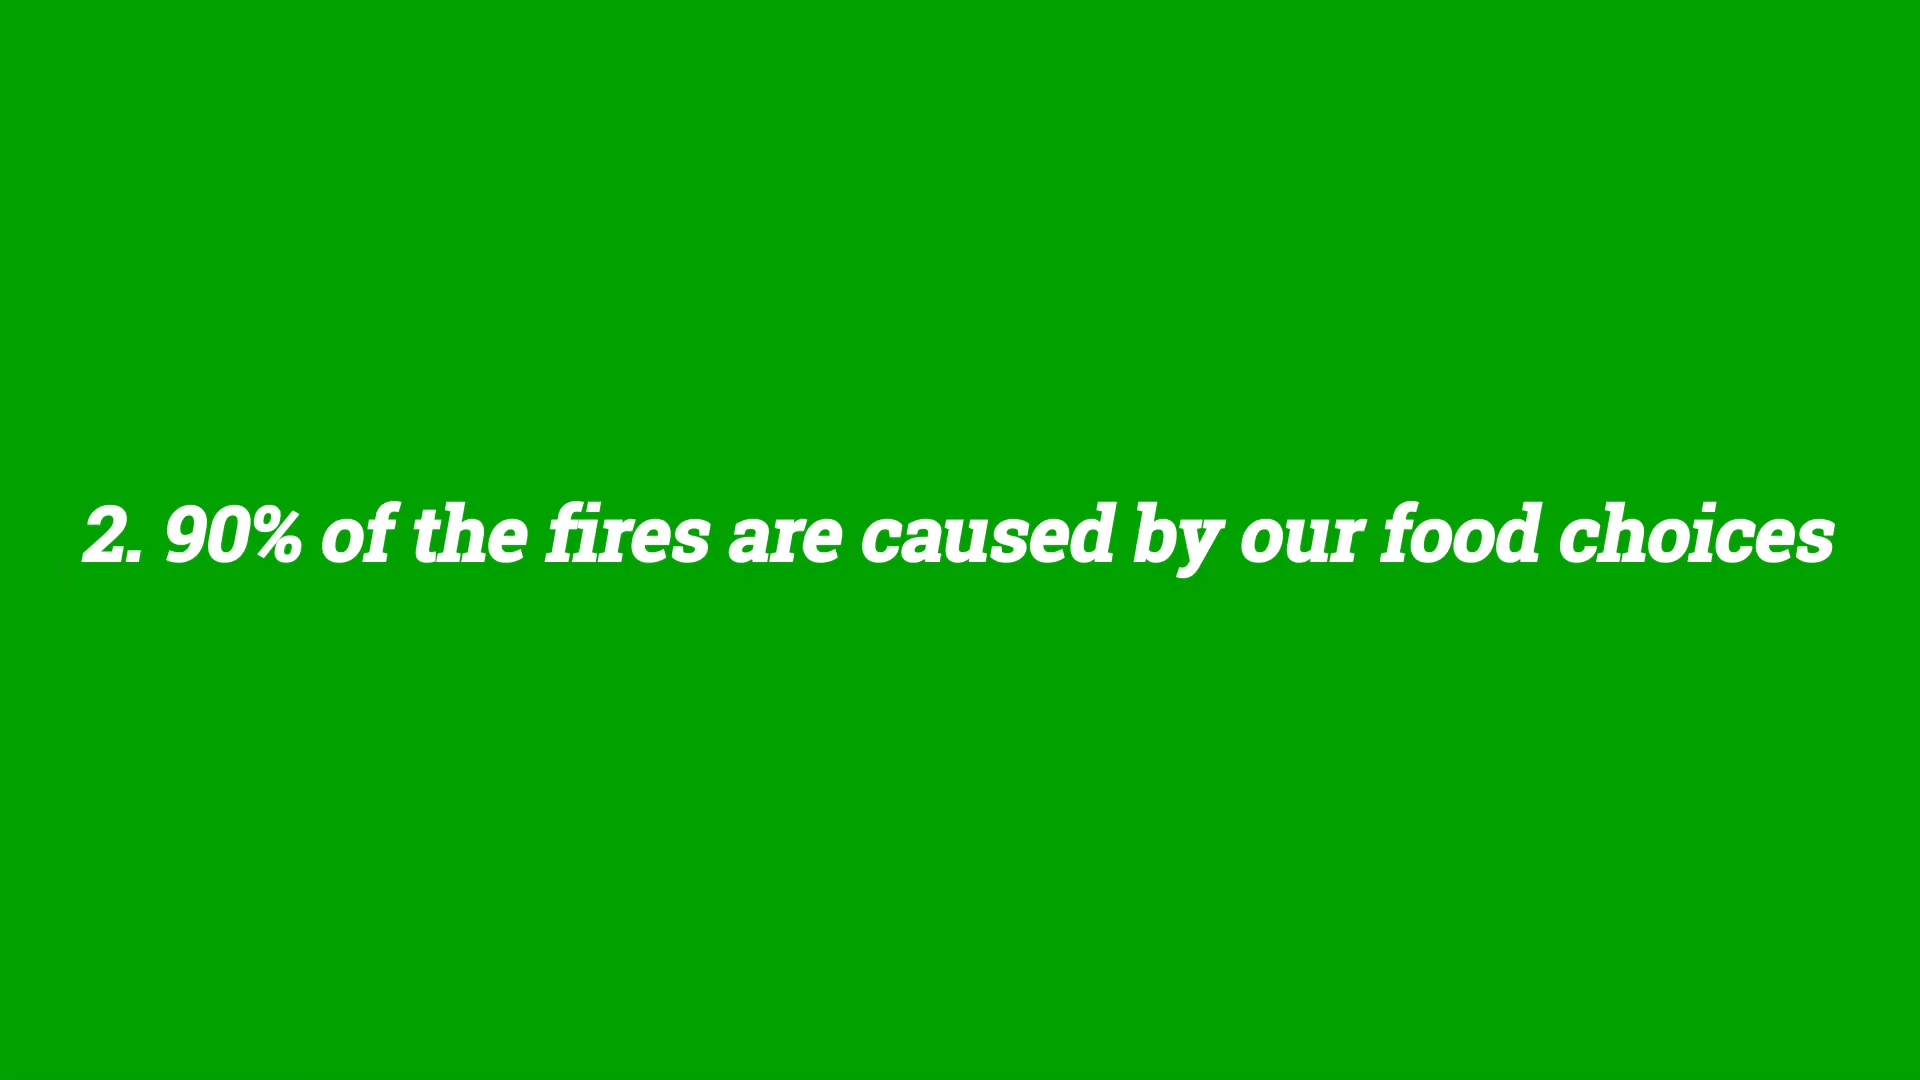 2. 90% of the fires are caused by our food choices